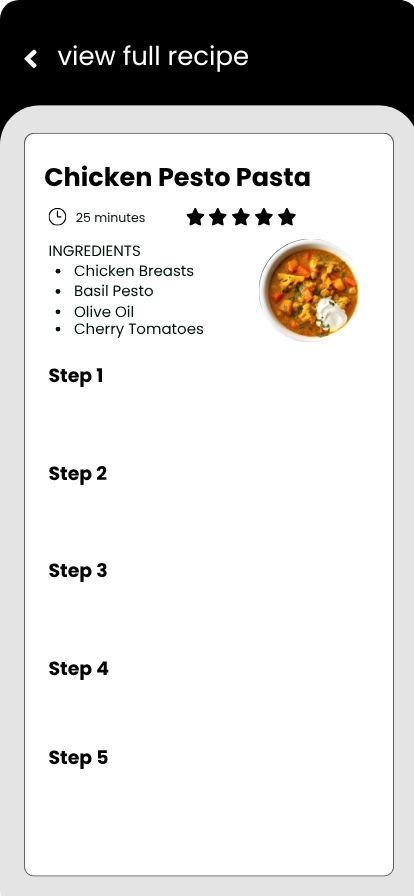 view full recipe
Chicken Pesto Pasta
25 minutes
INGREDIENTS
• Chicken Breasts
• Basil Pesto
• Olive Oil
• Cherry Tomatoes
Step 1
Step 2
Step 3
Step 4
Step 5